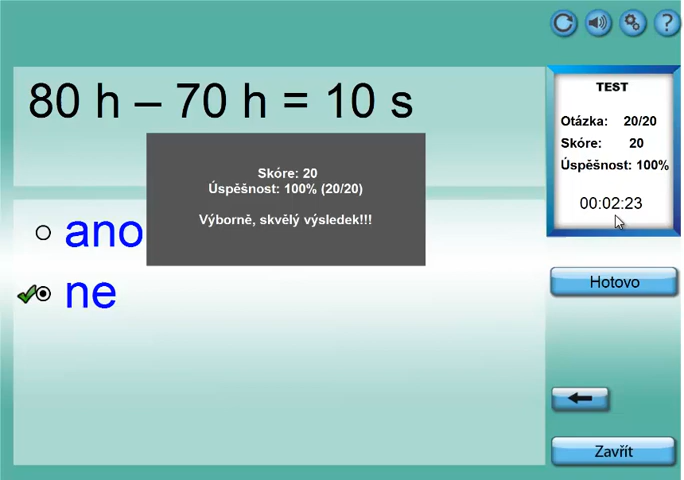 80 h – 70 h = 10 s
Skóre: 20
Úspěšnost: 100% (20/20)
Výborně, skvělý výsledek!!!
ano
ne
?
TEST
Otázka: 20/20
Skóre: 20
Úspěšnost: 100%
00:02:23
Hotovo
Zavřít